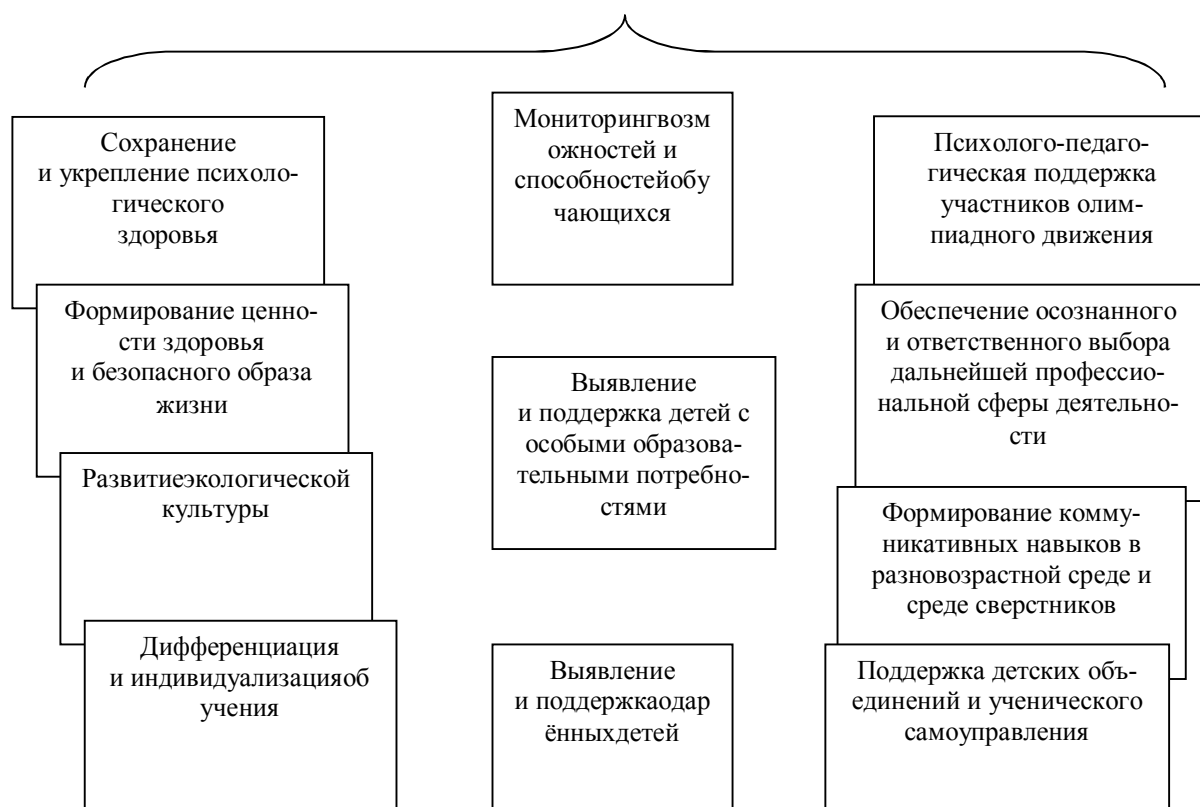 Сохранение
и укрепление психоло-
гического
здоровья
Формирование ценно-
сти здоровья
и безопасного образа
жизни
Развитиеэкологической
культуры
Дифференциация
и индивидуализацияоб
учения
Мониторингвозм
ожностей и
способностейобу
чающихся
Выявление
и поддержка детей с
особыми образова-
тельными потребно-
стями
Выявление
и поддержкаодар
ённыхдетей
Психолого-педаго-
гическая поддержка
участников олим-
пиадного движения
Обеспечение осознанного
и ответственного выбора
дальнейшей профессио-
нальной сферы деятельно-
сти
Формирование комму-
никативных навыков в
разновозрастной среде и
среде сверстников
Поддержка детских объ-
единений и ученического
самоуправления